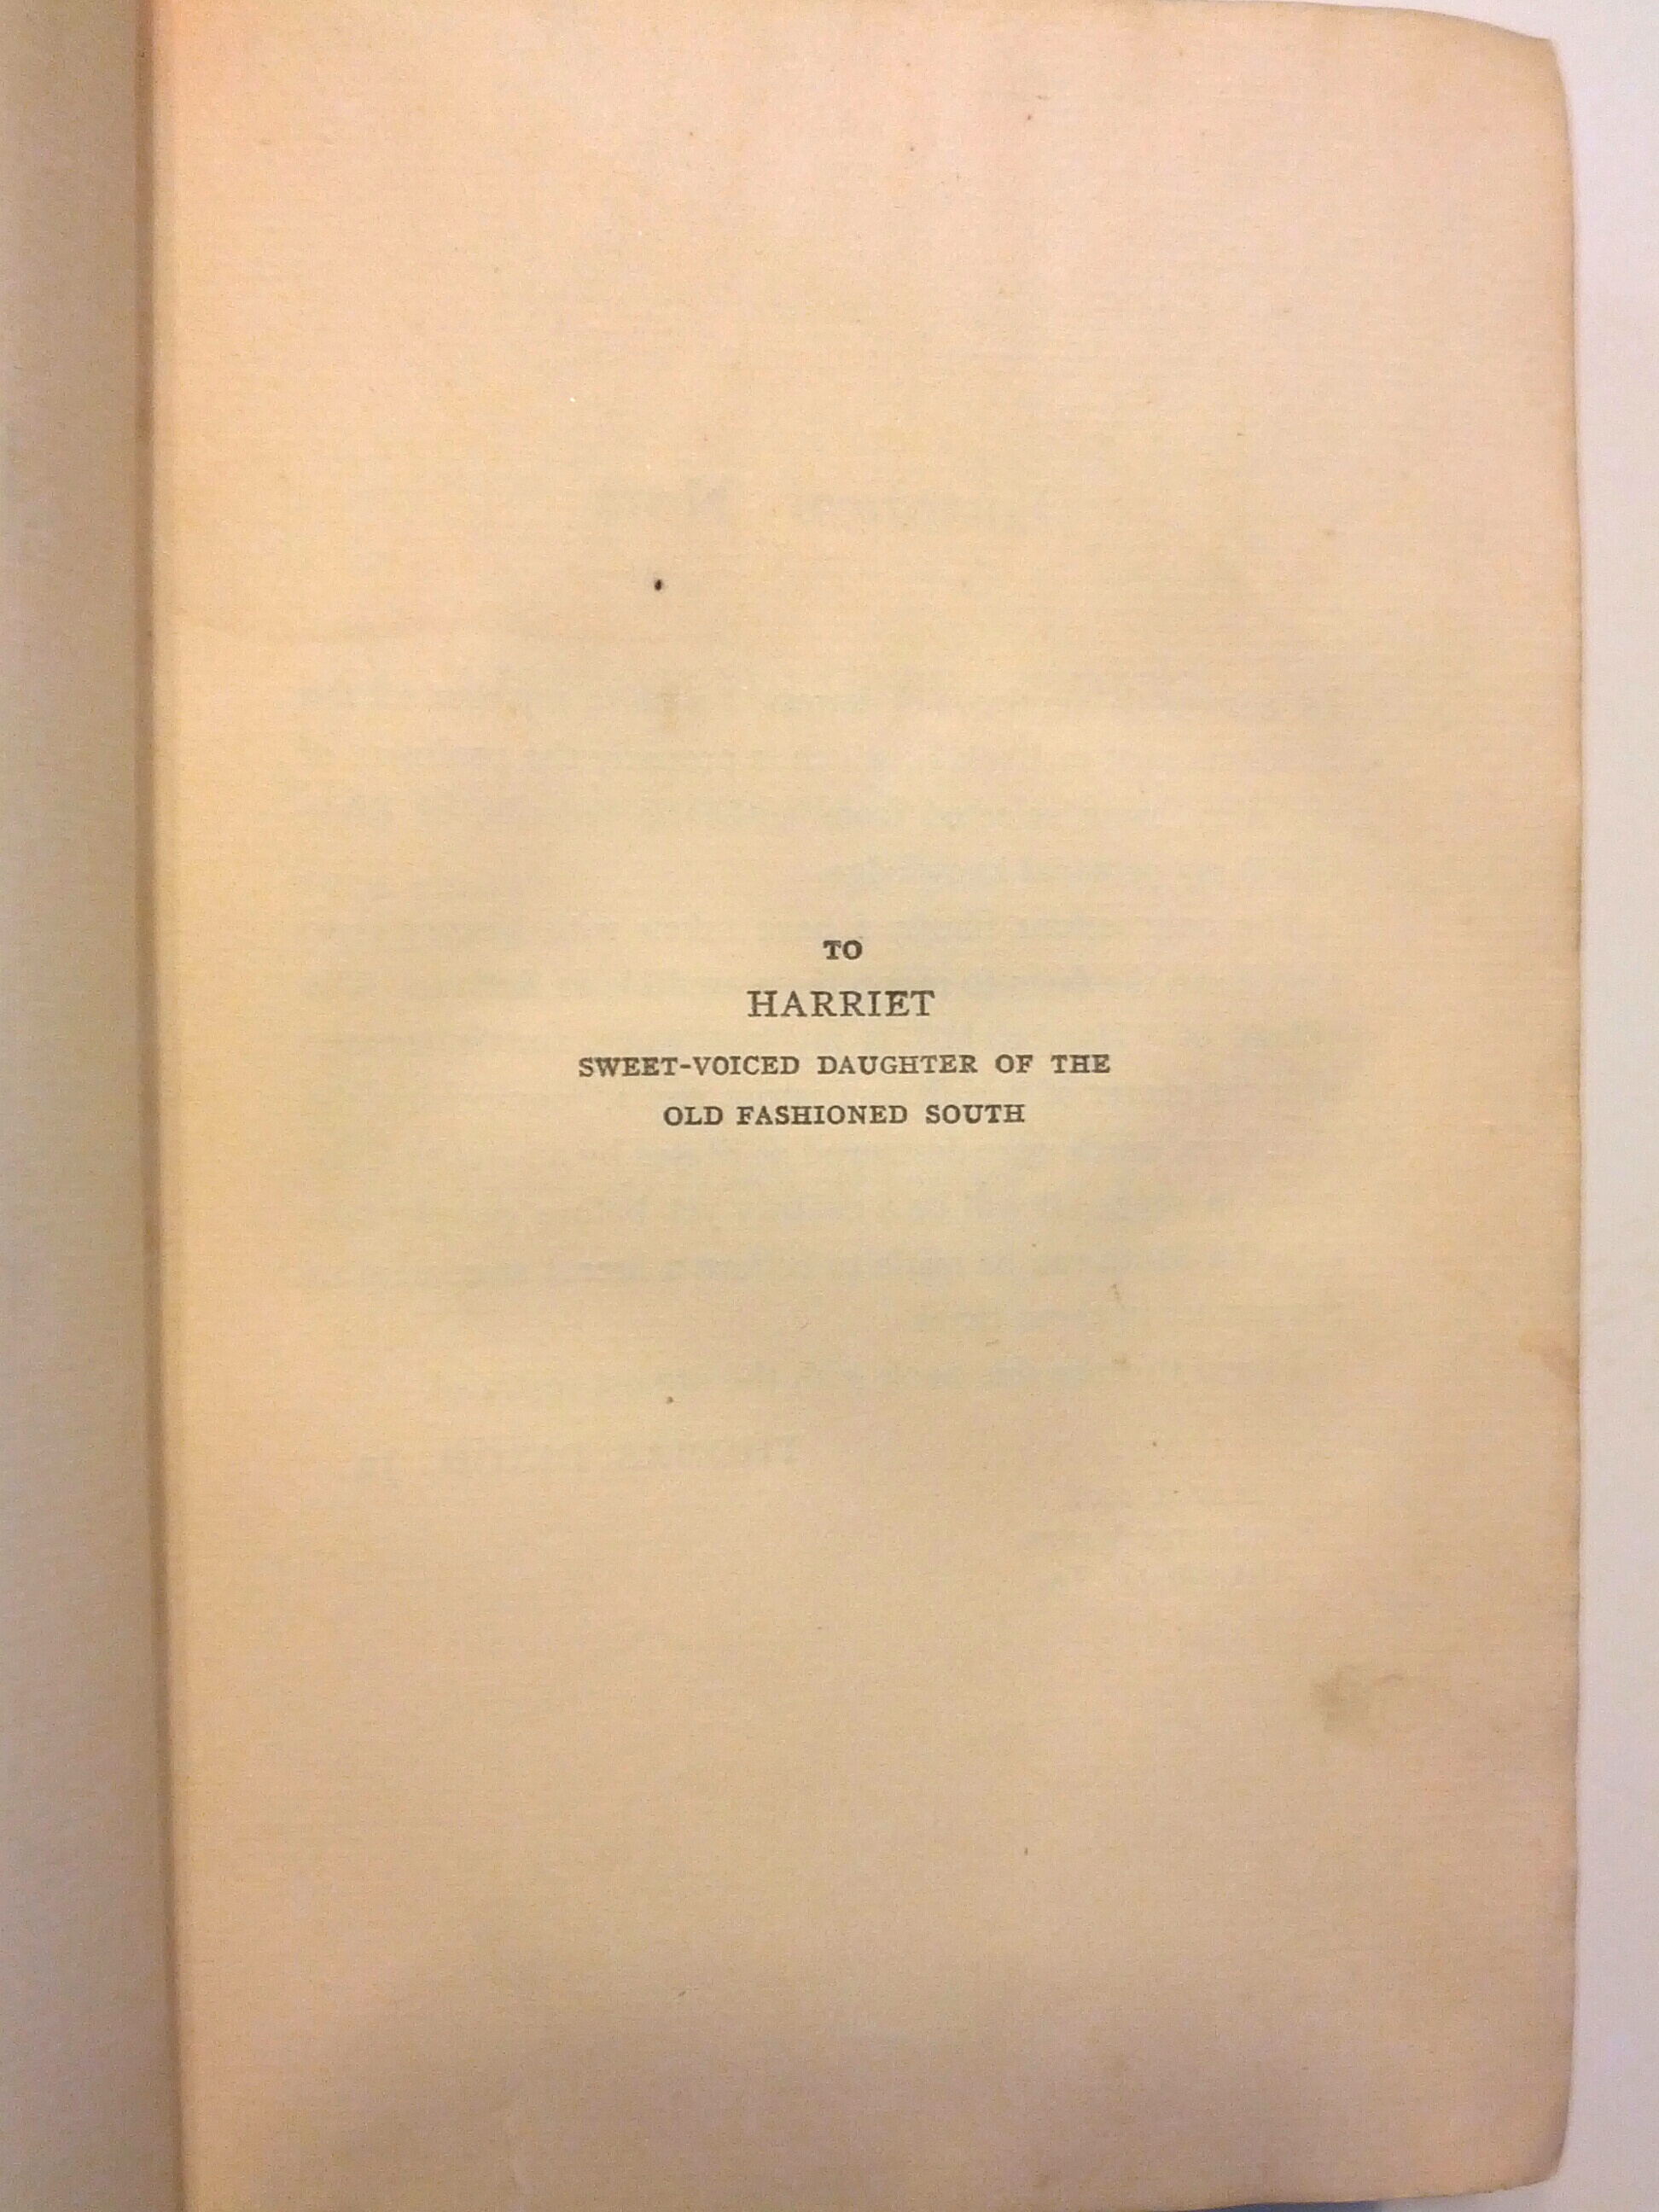 TO
HARRIET
SWEET-VOICED DAUGHTER OF THE
OLD FASHIONED SOUTH